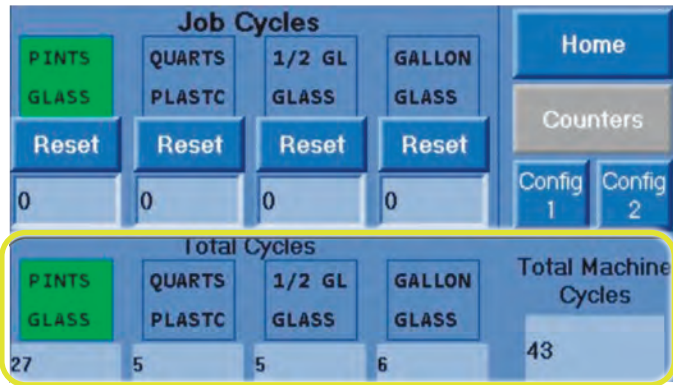 Job Cycles
PINTS GLASS
QUARTS PLASTC
1/2 GL GLASS
GALLON GLASS
Home
Counters
Reset Reset Reset Reset
Config 1
Config 2
0 0 0 0
Total Cycles
PINTS GLASS
QUARTS PLASTC
1/2 GL GLASS
GALLON GLASS
Total Machine Cycles
27 5 5 6
43